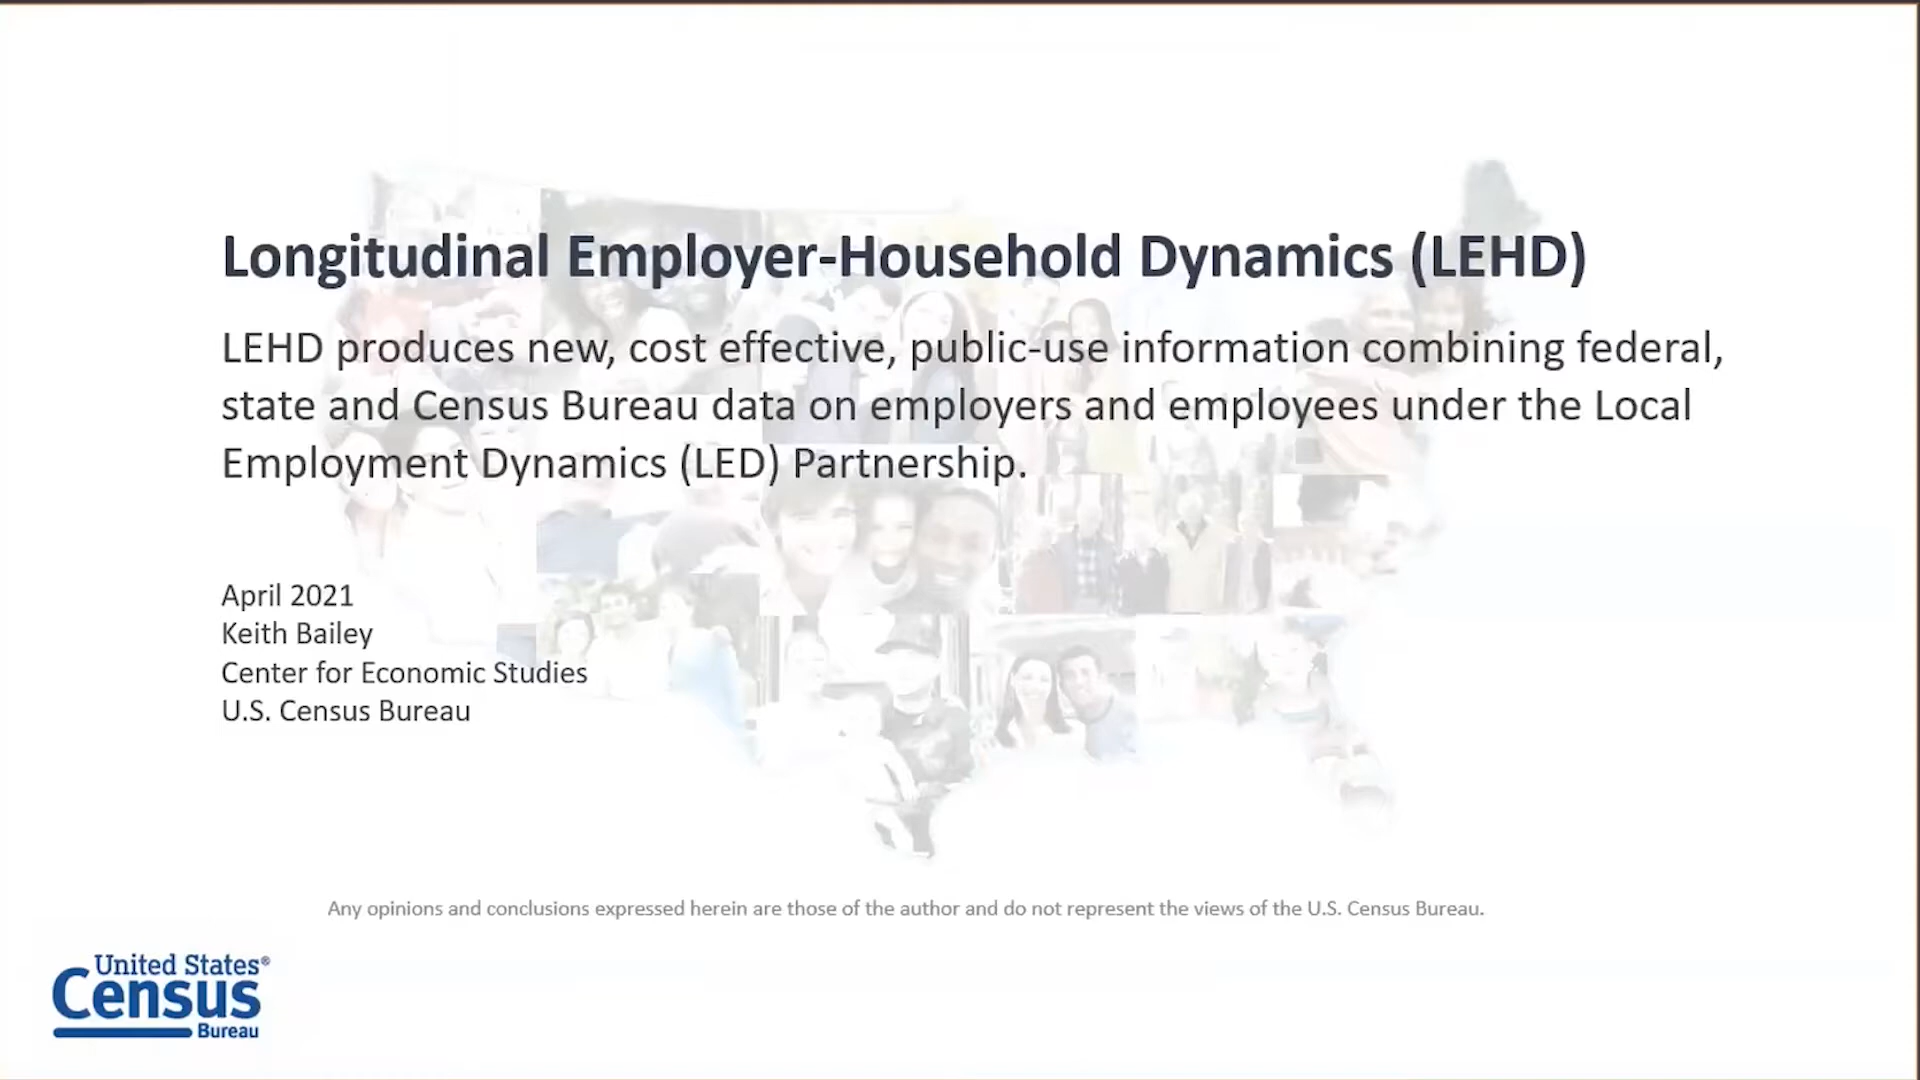 Longitudinal Employer-Household Dynamics (LEHD)
LEHD produces new, cost effective, public-use information combining federal,
state and Census Bureau data on employers and employees under the Local
Employment Dynamics (LED) Partnership.
April 2021
Keith Bailey
Center for Economic Studies
U.S. Census Bureau
Any opinions and conclusions expressed herein are those of the author and do not represent the views of the U.S. Census Bureau.
United States®
Census
Bureau